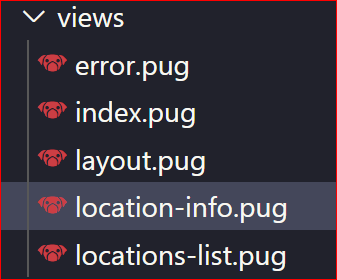 views
error.pug
index.pug
layout.pug
location-info.pug
locations-list.pug